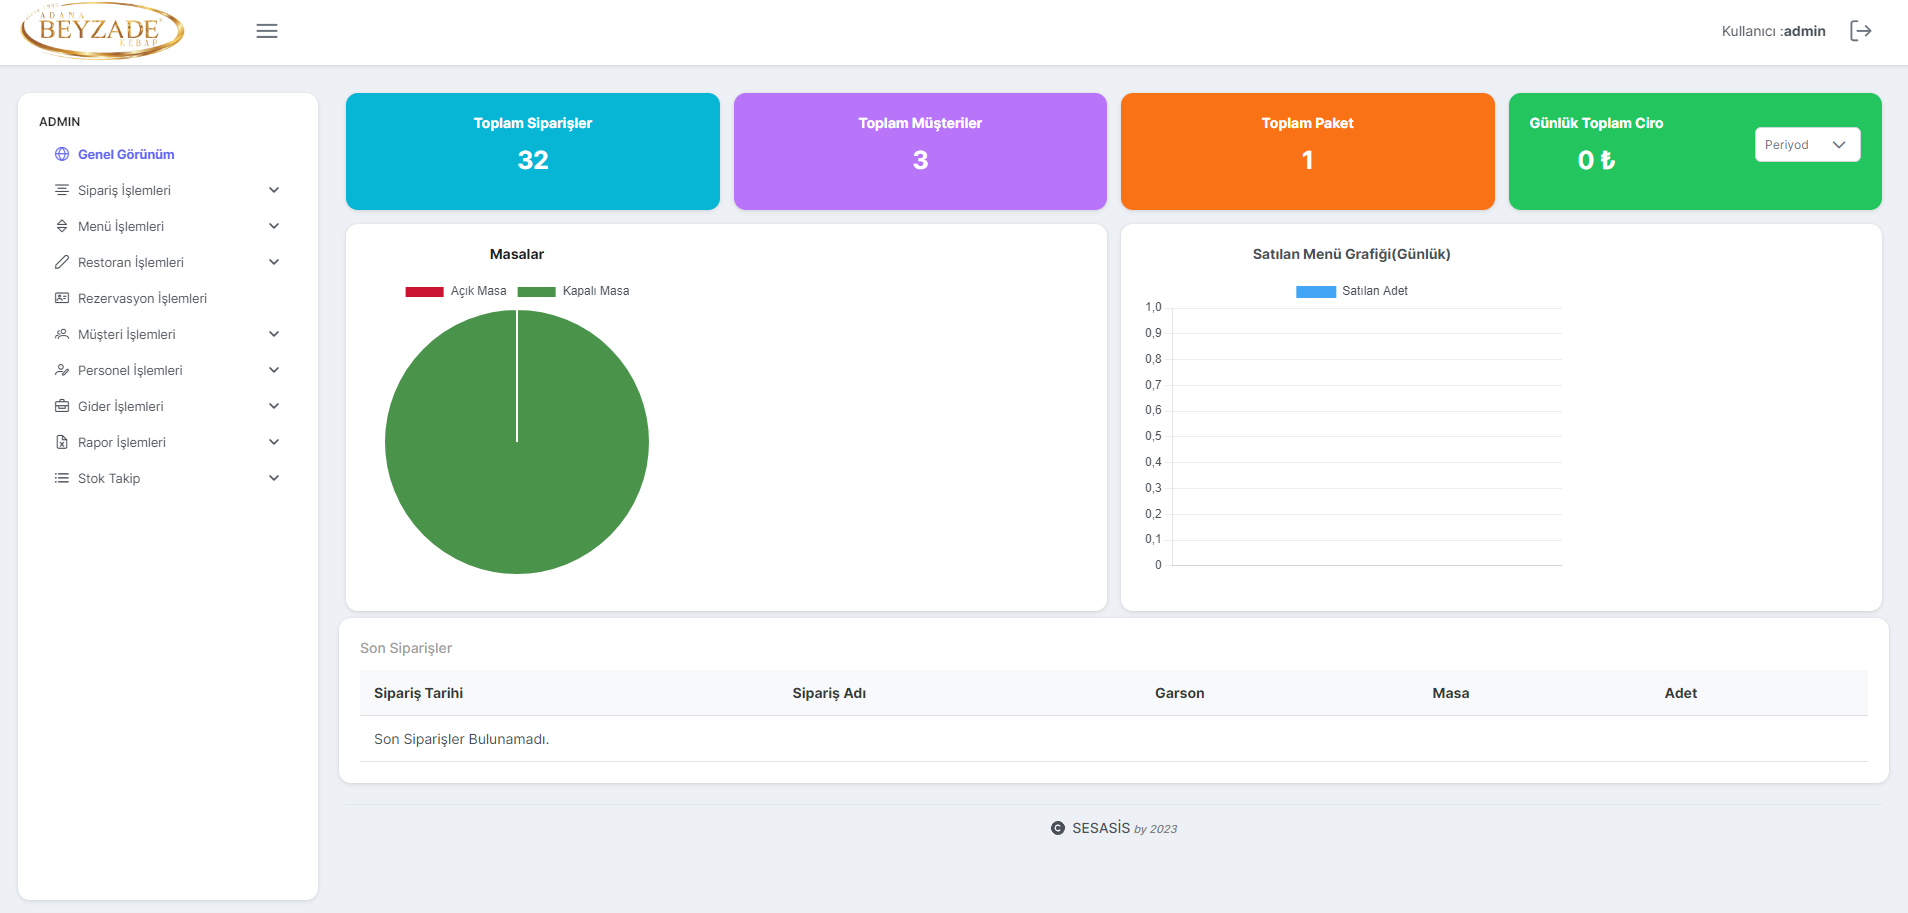 ADANA
BEYZADE
KEBAP
Kullanıcı :admin
ADMIN
Genel Görünüm
Sipariş İşlemleri
Menü İşlemleri
Restoran İşlemleri
Rezervasyon İşlemleri
Müşteri İşlemleri
Personel İşlemleri
Gider İşlemleri
Rapor İşlemleri
Stok Takip
Toplam Siparişler
32
Toplam Müşteriler
3
Toplam Paket
1
Günlük Toplam Ciro
0 ₺
Periyod
Masalar
Açık Masa Kapalı Masa
Satılan Menü Grafiği(Günlük)
Satılan Adet
1,0
0,9
0,8
0,7
0,6
0,5
0,4
0,3
0,2
0,1
0
Son Siparişler
Sipariş Tarihi Sipariş Adı Garson Masa Adet
Son Siparişler Bulunamadı.
SESASİS by 2023